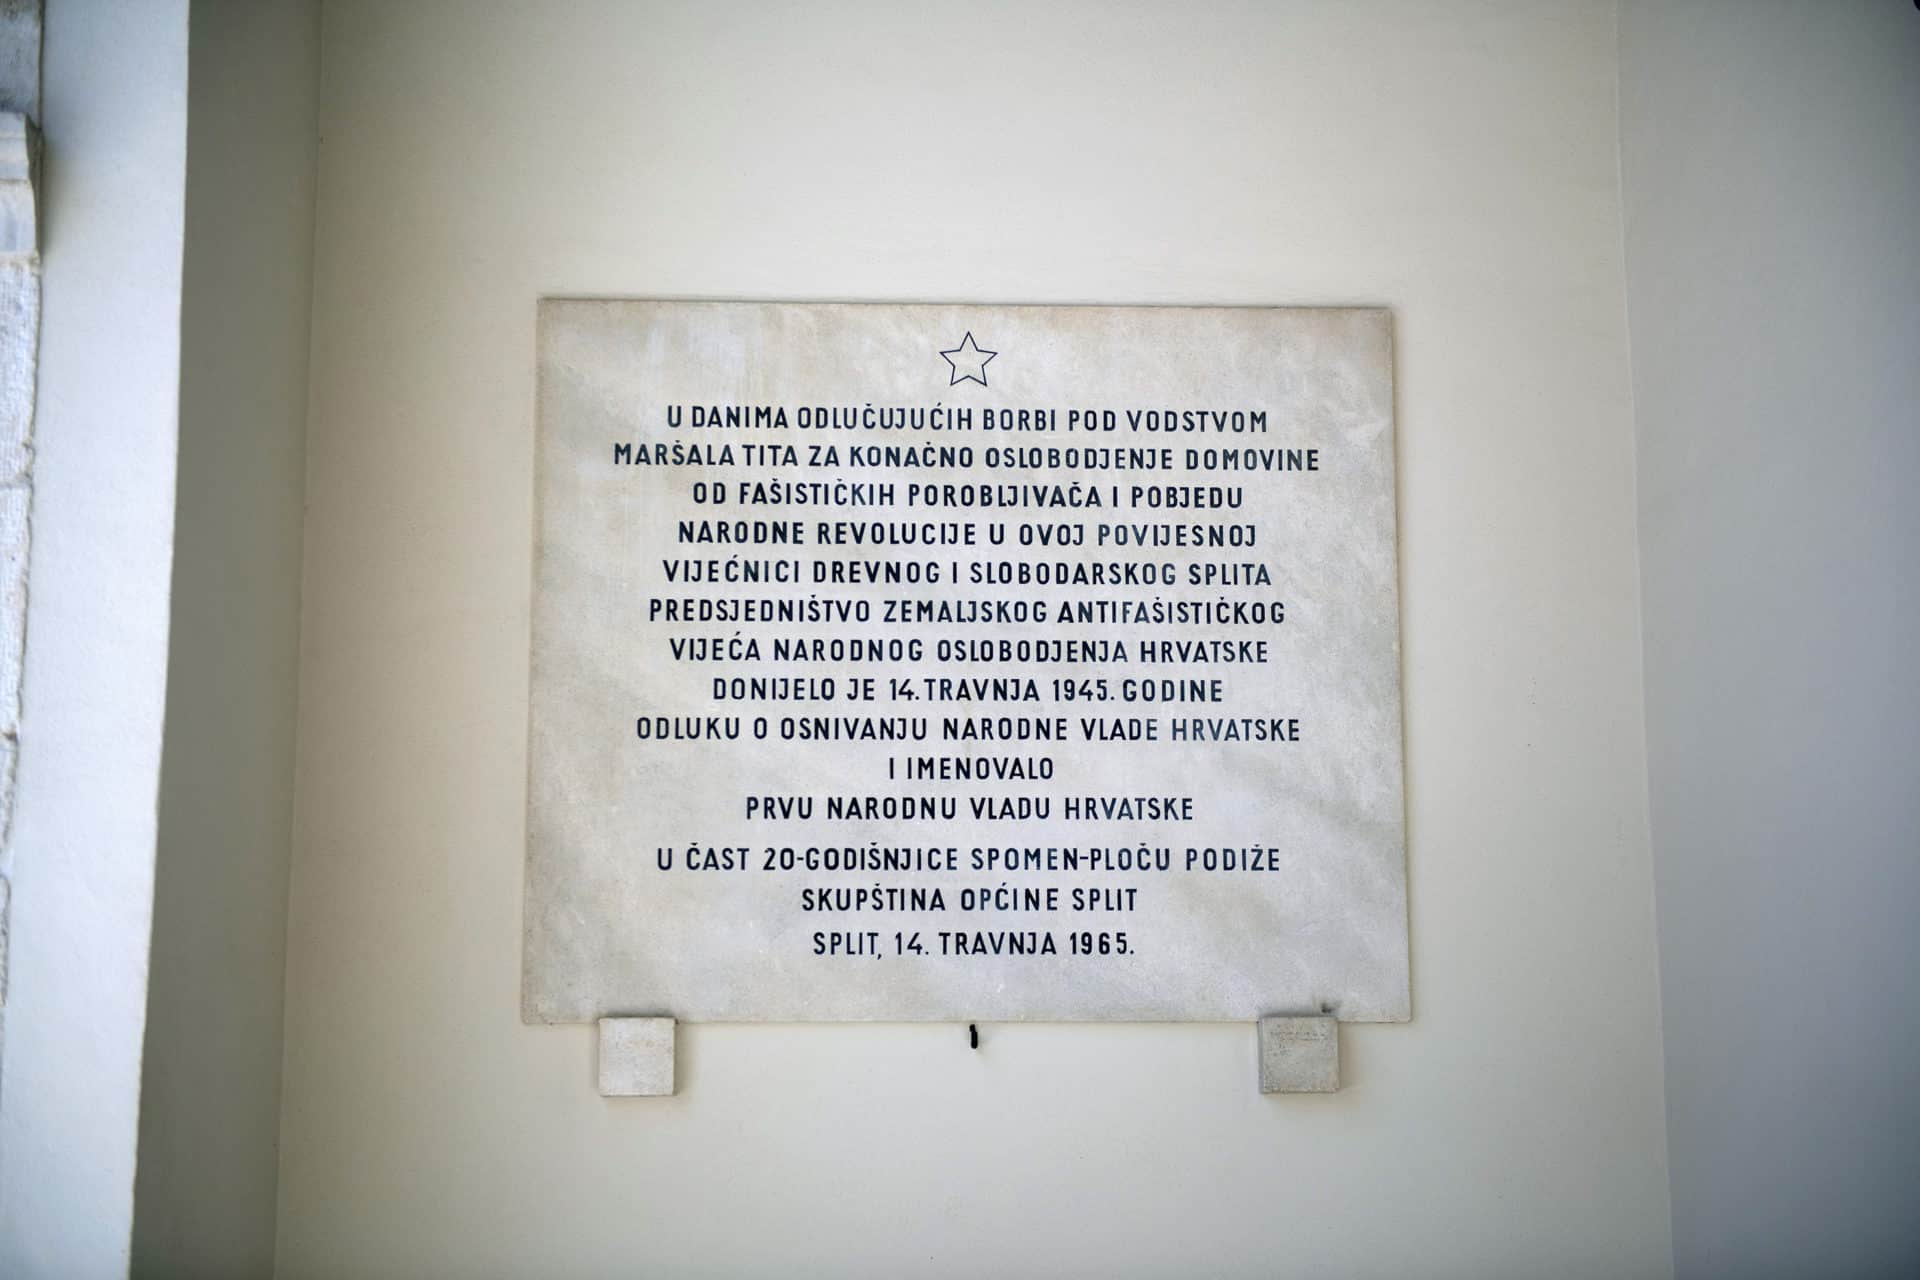 U DANIMA ODLUČUJUĆIH BORBI POD VODSTVOM
MARŠALA TITA ZA KONAČNO OSLOBODJENJE DOMOVINE
OD FAŠISTIČKIH POROBLJIVAČA I POBJEDU
NARODNE REVOLUCIJE U OVOJ POVIJESNOJ
VIJEĆNICI DREVNOG I SLOBODARSKOG SPLITA
PREDSJEDNIŠTVO ZEMALJSKOG ANTIFAŠISTIČKOG
VIJEĆA NARODNOG OSLOBODJENJA HRVATSKE
DONIJELO JE 14. TRAVNJA 1945. GODINE
ODLUKU O OSNIVANJU NARODNE VLADE HRVATSKE
I IMENOVALO
PRVU NARODNU VLADU HRVATSKE
U ČAST 20-GODIŠNJICE SPOMEN-PLOČU PODIŽE
SKUPŠTINA OPĆINE SPLIT
SPLIT, 14. TRAVNJA 1965.